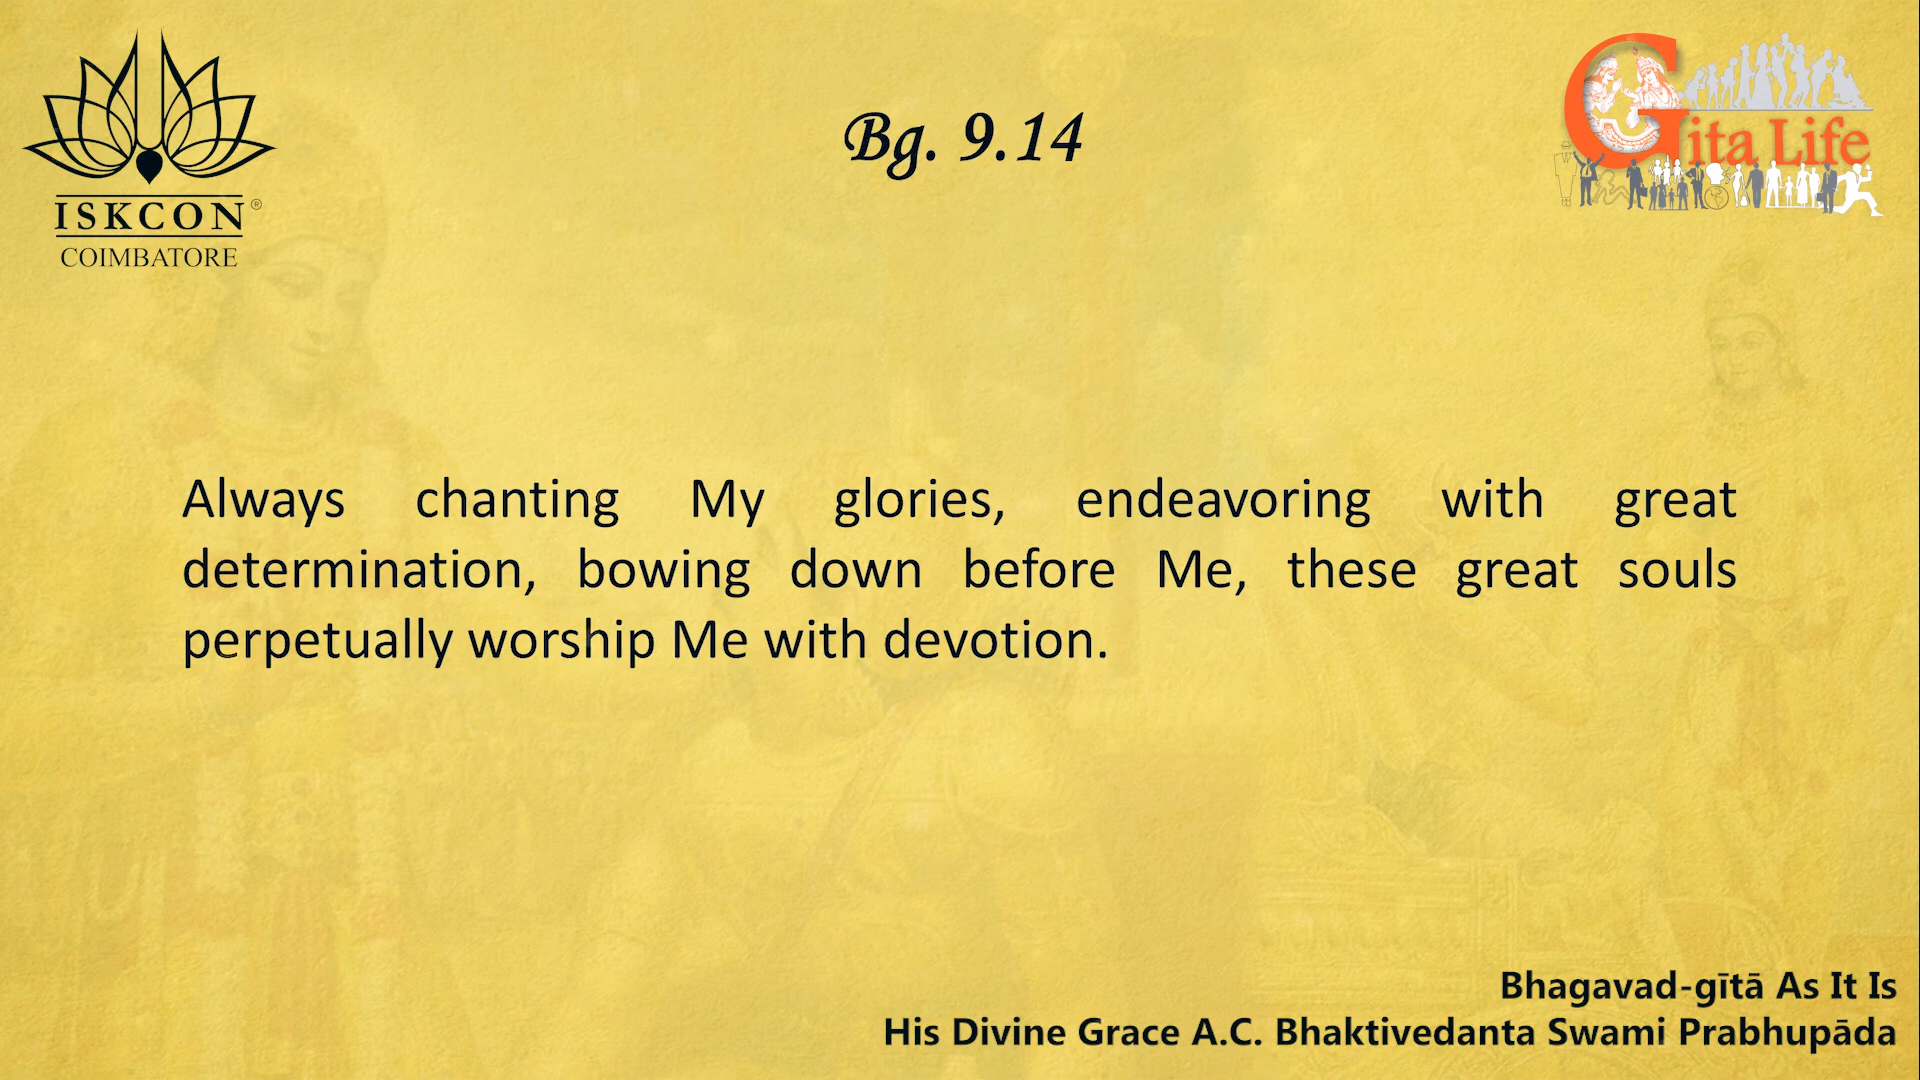 ISKCON®
COIMBATORE
Bg. 9.14
Gita Life
Always chanting My glories, endeavoring with great
determination, bowing down before Me, these great souls
perpetually worship Me with devotion.
Bhagavad-gītā As It Is
His Divine Grace A.C. Bhaktivedanta Swami Prabhupāda